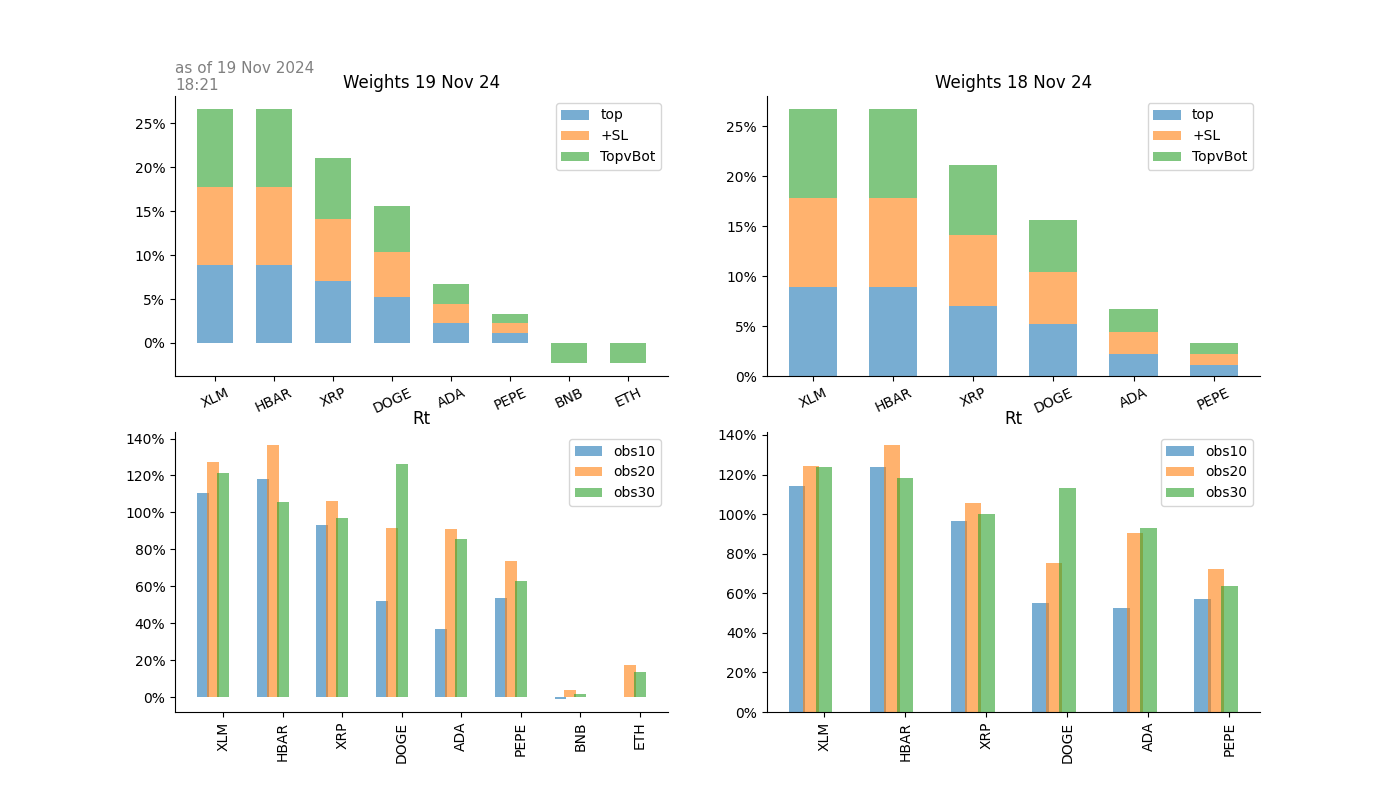 as of 19 Nov 2024
18:21
Weights 19 Nov 24
25%
20%
15%
10%
5%
0%
top
+SL
TopvBot
XLM
HBAR
XRP
DOGE
ADA
PEPE
BNB
ETH
Weights 18 Nov 24
25%
20%
15%
10%
5%
0%
top
+SL
TopvBot
XLM
HBAR
XRP
DOGE
ADA
PEPE
Rt
140%
120%
100%
80%
60%
40%
20%
0%
obs10
obs20
obs30
XLM
HBAR
XRP
DOGE
ADA
PEPE
BNB
ETH
Rt
140%
120%
100%
80%
60%
40%
20%
0%
obs10
obs20
obs30
XLM
HBAR
XRP
DOGE
ADA
PEPE